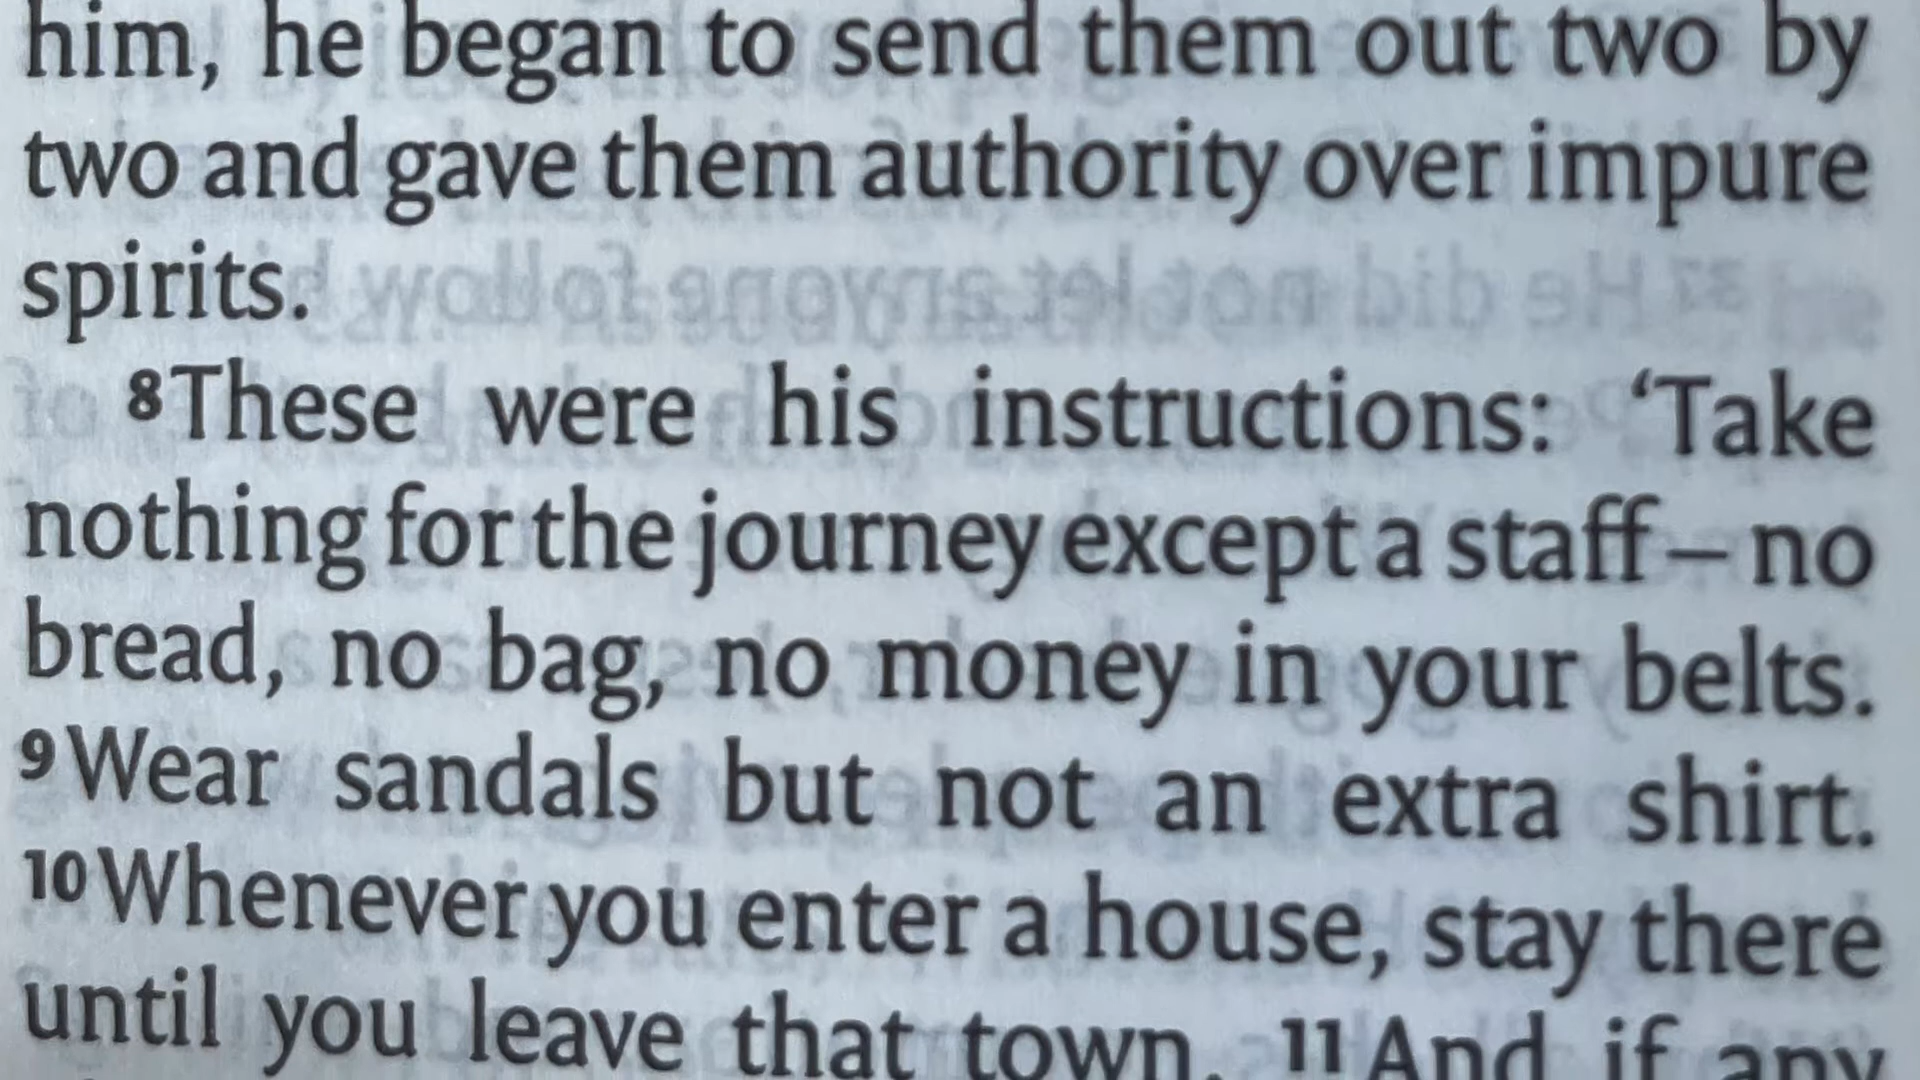 him, he began to send them out two by
two and gave them authority over impure
spirits.
8 These were his instructions: ‘Take
nothing for the journey except a staff – no
bread, no bag, no money in your belts.
9 Wear sandals but not an extra shirt.
10 Whenever you enter a house, stay there
until you leave that town. 11 And if any